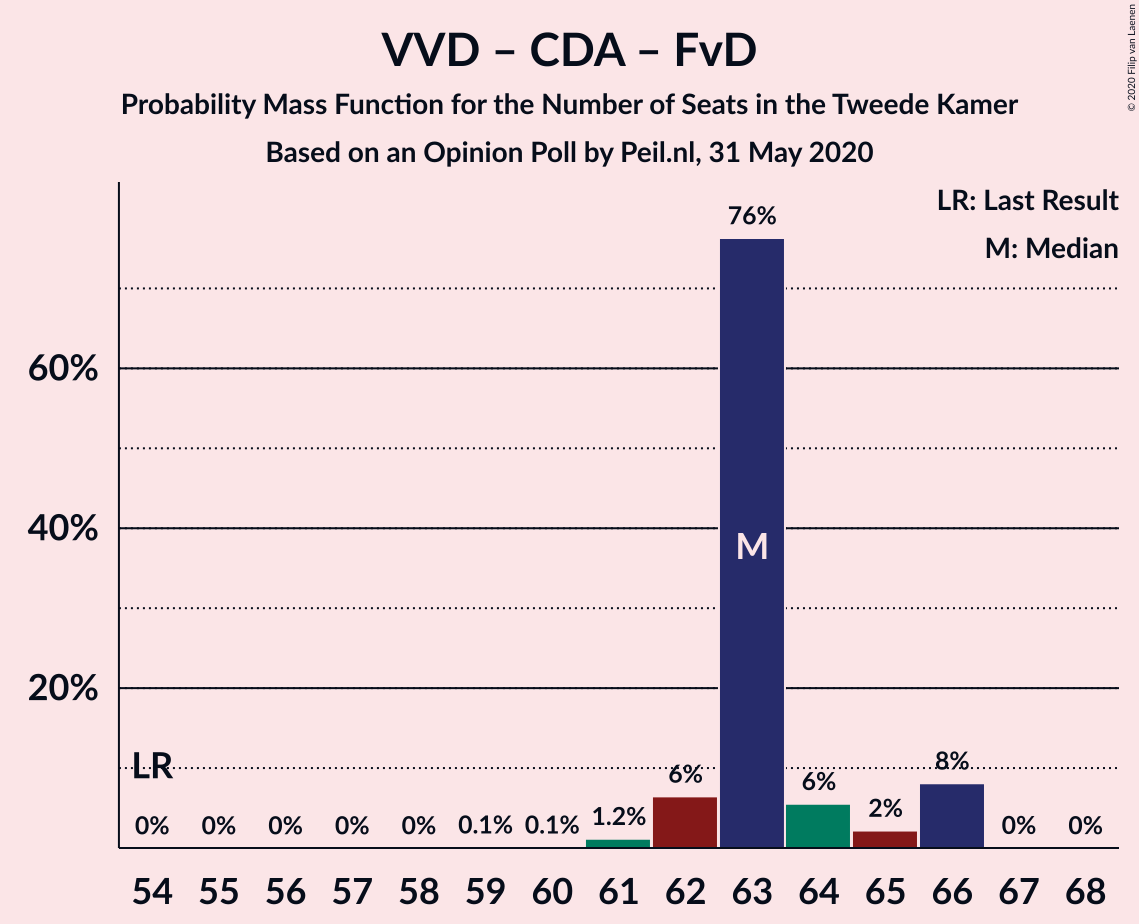 VVD – CDA – FvD
Probability Mass Function for the Number of Seats in the Tweede Kamer
Based on an Opinion Poll by Peil.nl, 31 May 2020
© 2020 Filip van Laenen
LR: Last Result
M: Median
76%
60%
40%
20%
M
LR
0% 0% 0% 0% 0% 0.1% 0.1% 1.2% 6% 6% 2% 8% 0% 0%
54 55 56 57 58 59 60 61 62 63 64 65 66 67 68